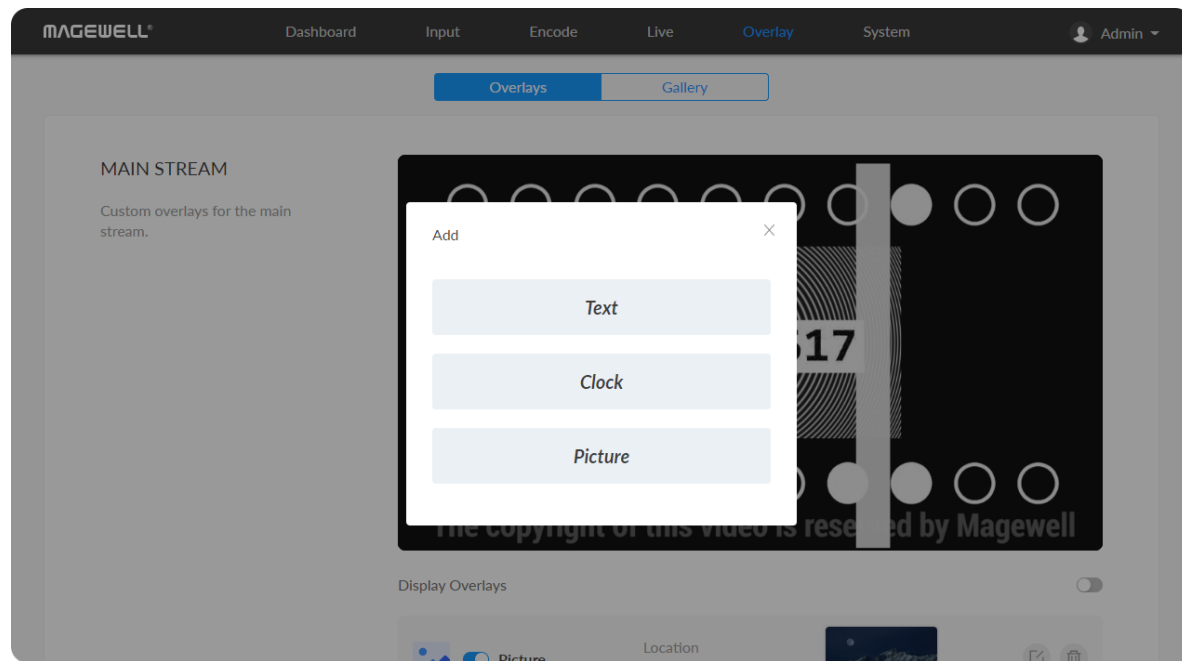 MAGEWELL®
Dashboard Input Encode Live Overlay System Admin
Overlays Gallery
MAIN STREAM
Custom overlays for the main
stream.
Add
Text
Clock
Picture
17
The copyright of this video is rese ed by Magewell
Display Overlays
Picture
Location